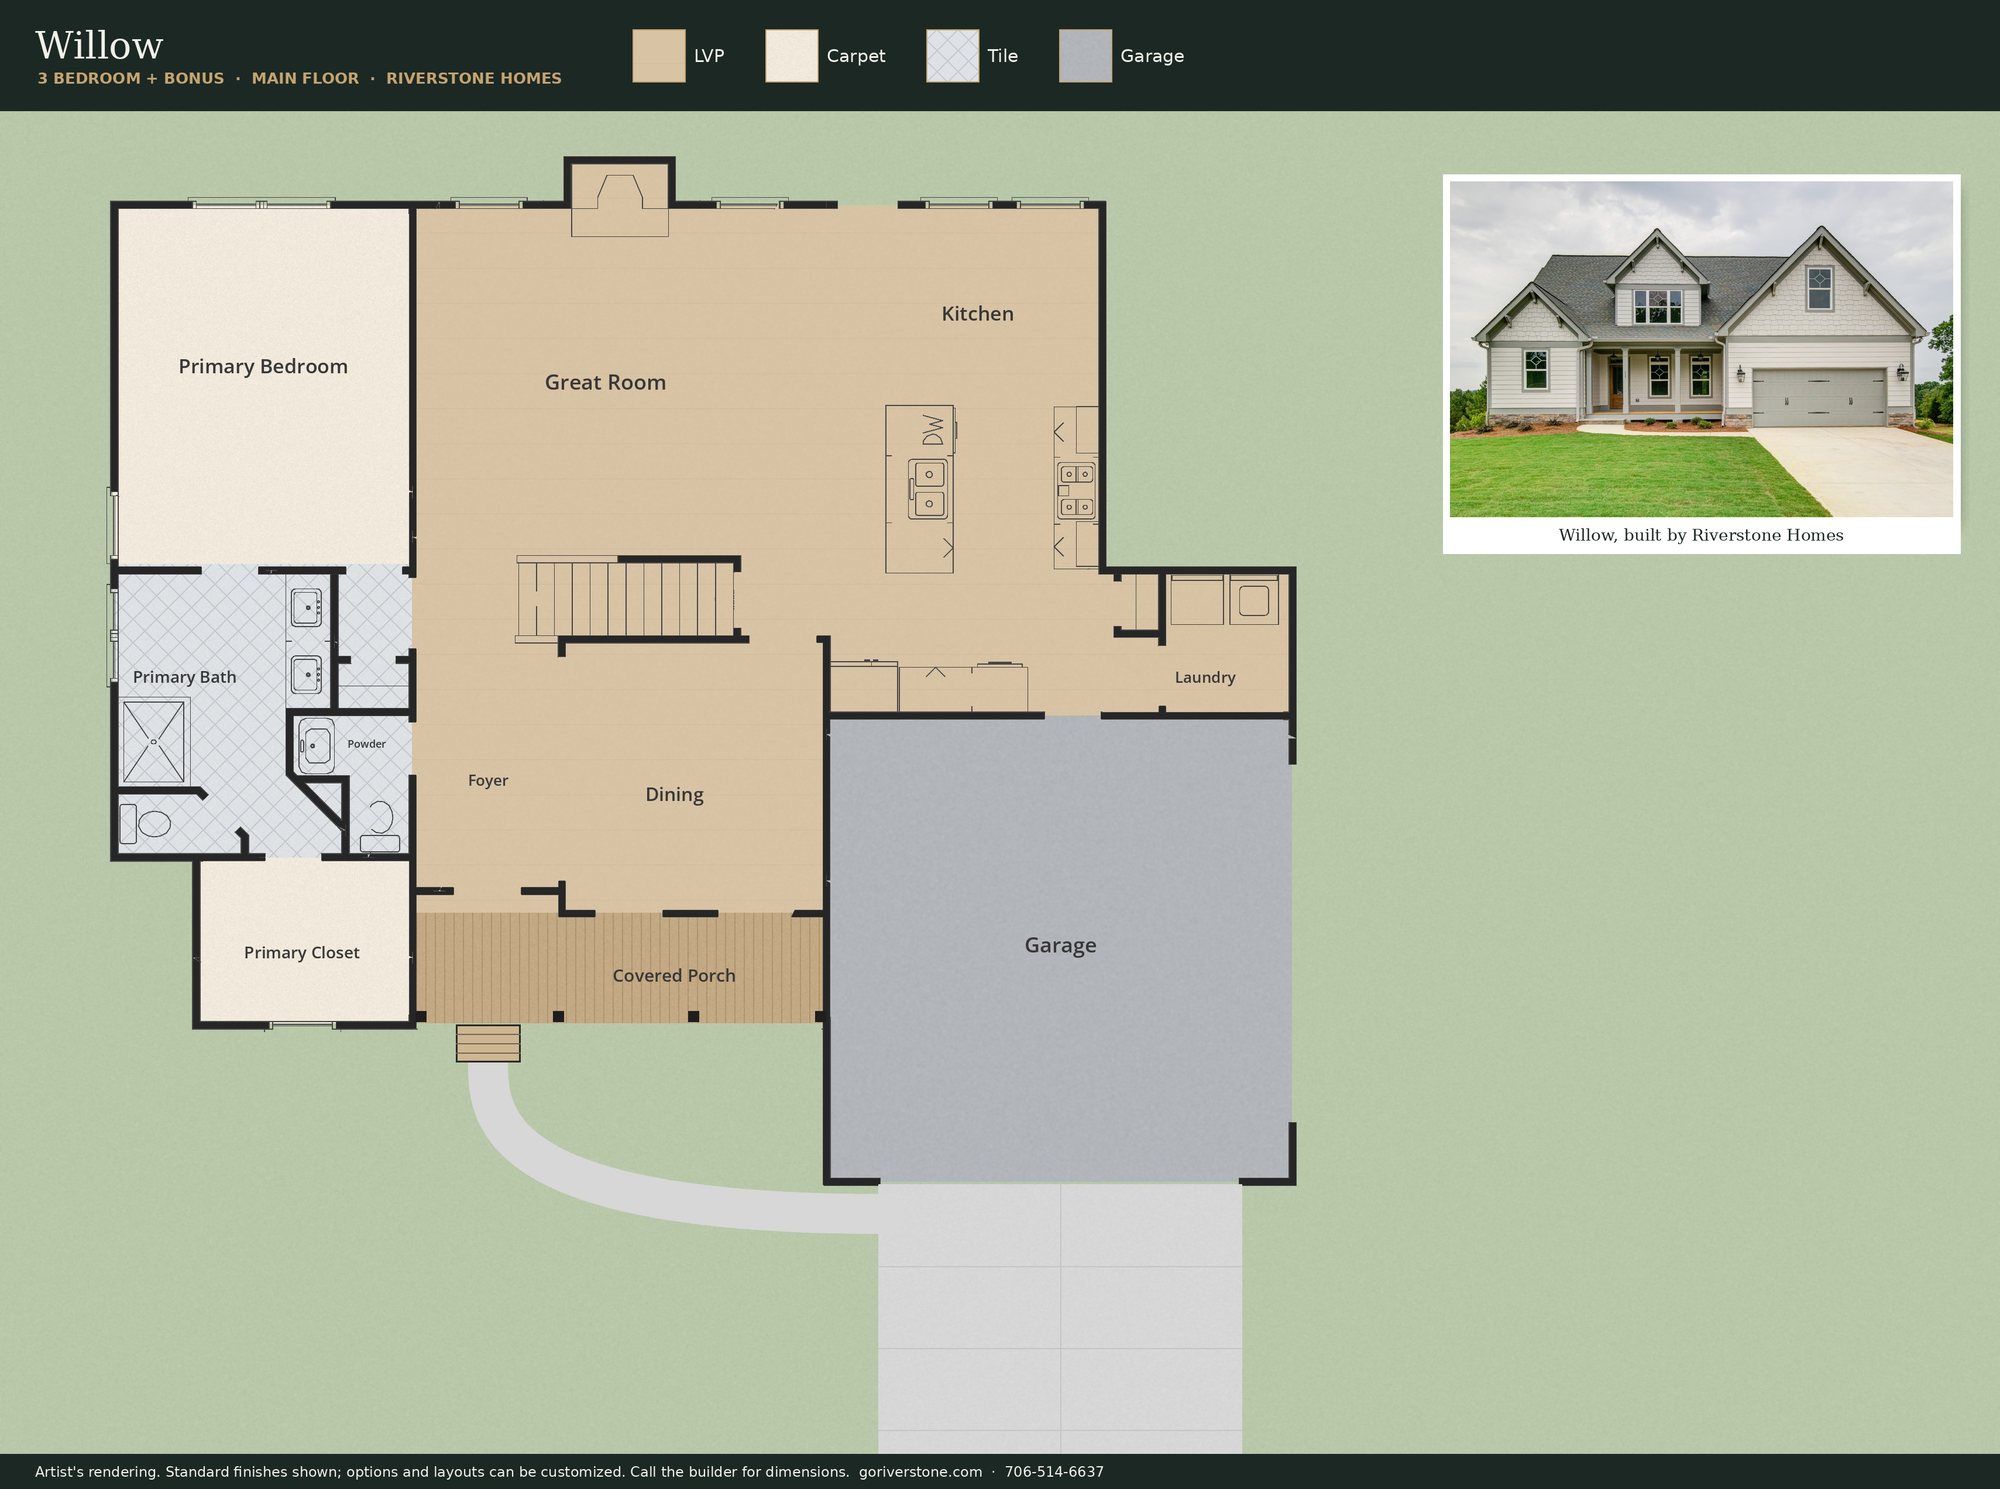 Willow
3 BEDROOM + BONUS · MAIN FLOOR · RIVERSTONE HOMES
LVP
Carpet
Tile
Garage
Willow, built by Riverstone Homes
Kitchen
Primary Bedroom
Great Room
DW
Primary Bath
Laundry
Powder
Foyer
Dining
Garage
Primary Closet
Covered Porch
Artist's rendering. Standard finishes shown; options and layouts can be customized. Call the builder for dimensions. goriverstone.com · 706-514-6637